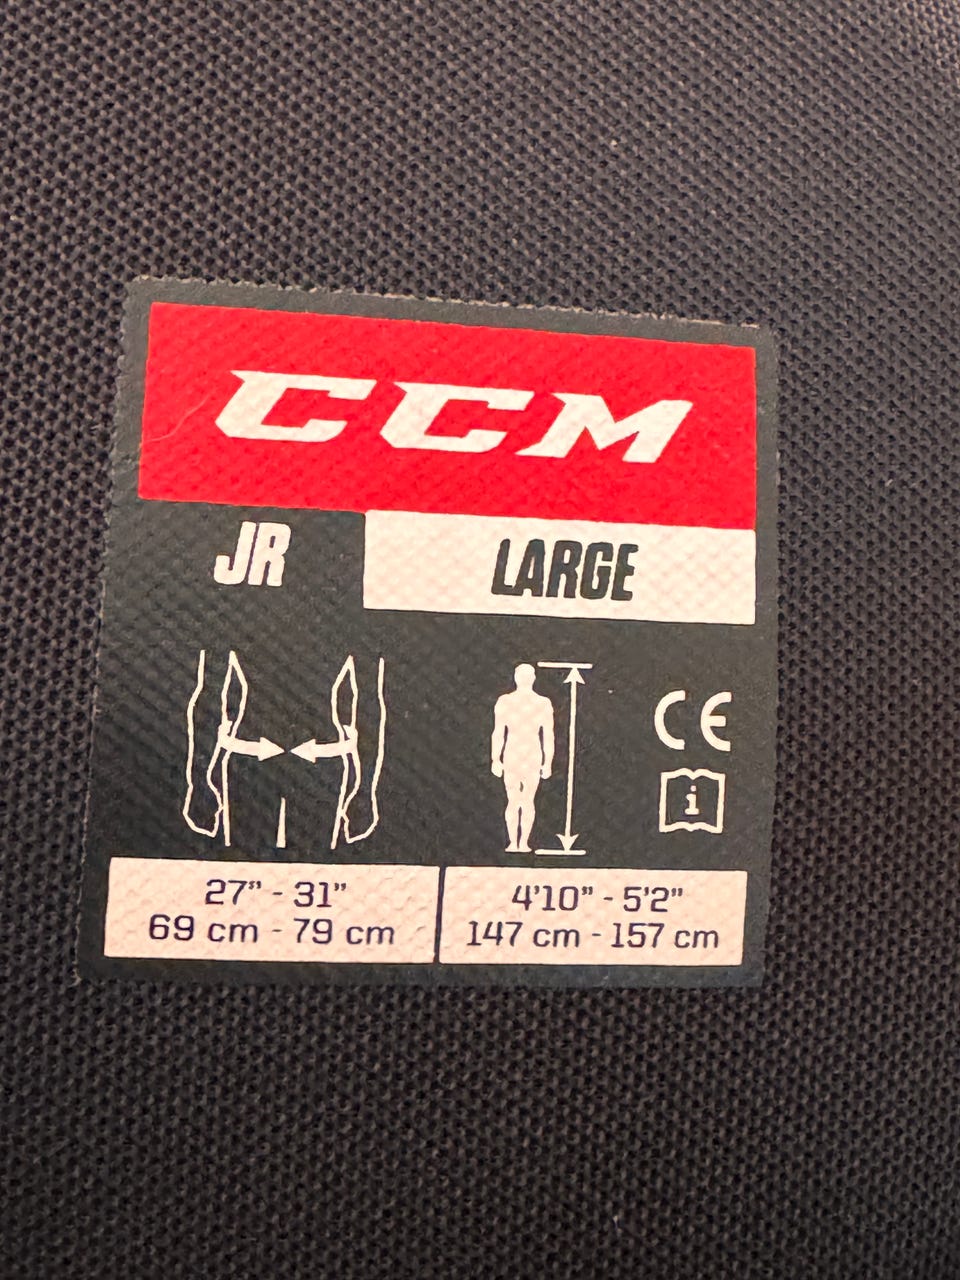 CCM
JR LARGE
CE
i
27" - 31"
69 cm - 79 cm
4'10" - 5'2"
147 cm - 157 cm